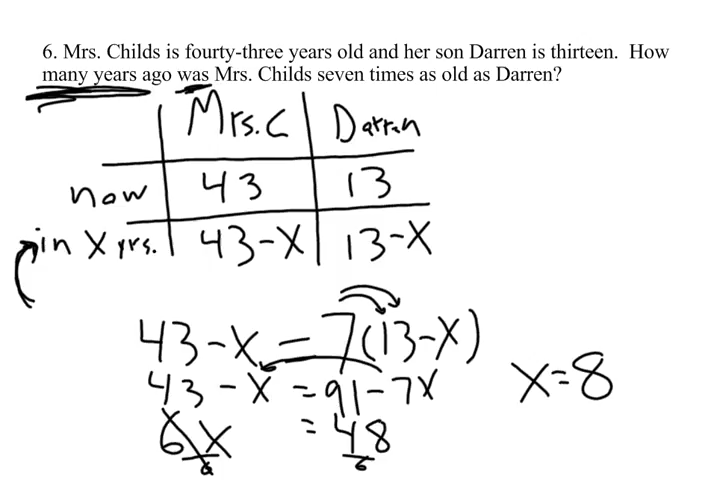 6. Mrs. Childs is fourty-three years old and her son Darren is thirteen. How
many years ago was Mrs. Childs seven times as old as Darren?
Mrs. C Darren
now 43 13
in X yrs. 43-X 13-X
43-X = 7(13-X)
43 - X = 91-7X
6X = 48
6 6
X=8